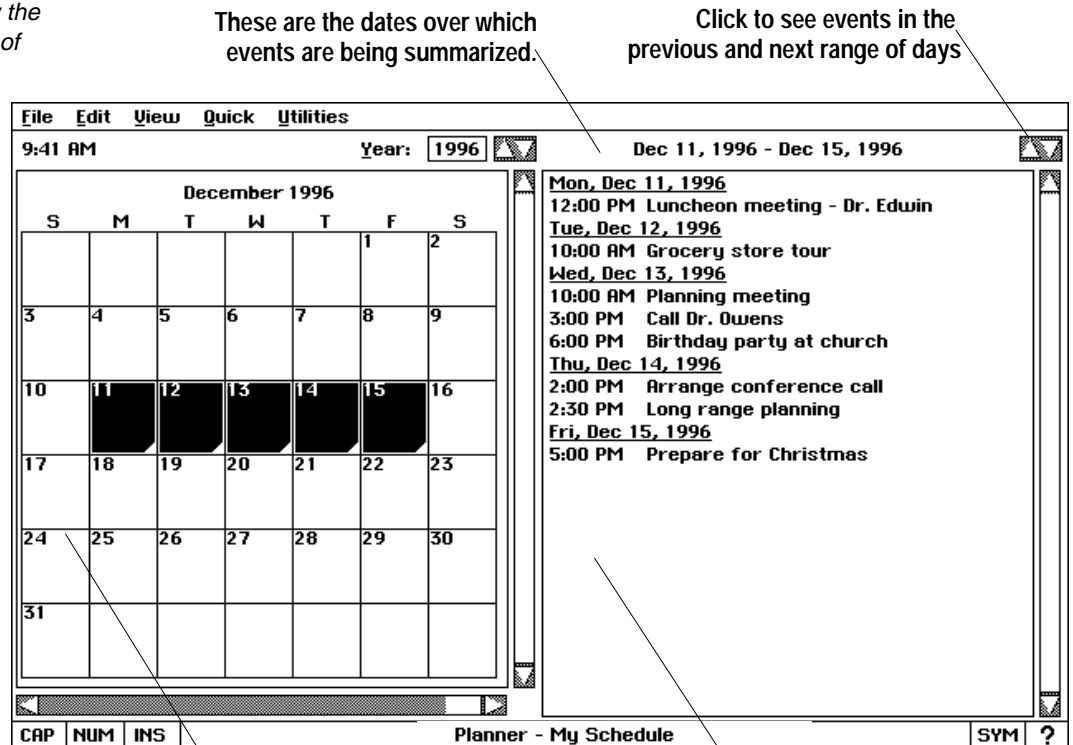 y the
of
These are the dates over which
events are being summarized.
Click to see events in the
previous and next range of days
File Edit View Quick Utilities
9:41 AM Year: 1996 Dec 11, 1996 - Dec 15, 1996
December 1996
S M T W T F S
1 2
3 4 5 6 7 8 9
10 11 12 13 14 15 16
17 18 19 20 21 22 23
24 25 26 27 28 29 30
31
Mon, Dec 11, 1996
12:00 PM Luncheon meeting - Dr. Edwin
Tue, Dec 12, 1996
10:00 AM Grocery store tour
Wed, Dec 13, 1996
10:00 AM Planning meeting
3:00 PM Call Dr. Owens
6:00 PM Birthday party at church
Thu, Dec 14, 1996
2:00 PM Arrange conference call
2:30 PM Long range planning
Fri, Dec 15, 1996
5:00 PM Prepare for Christmas
CAP NUM INS Planner - My Schedule SYM ?